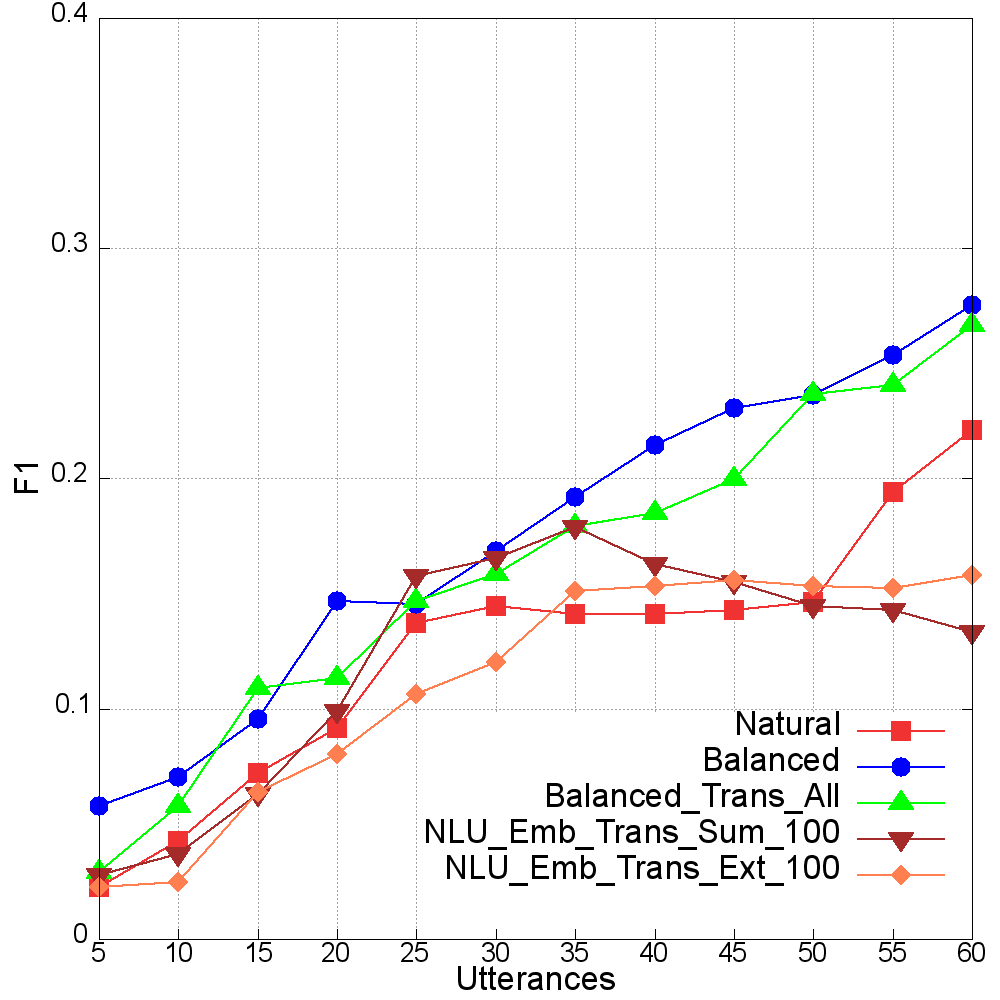 0.4
0.3
0.2
0.1
0
F1
5 10 15 20 25 30 35 40 45 50 55 60
Utterances
Natural
Balanced
Balanced_Trans_All
NLU_Emb_Trans_Sum_100
NLU_Emb_Trans_Ext_100